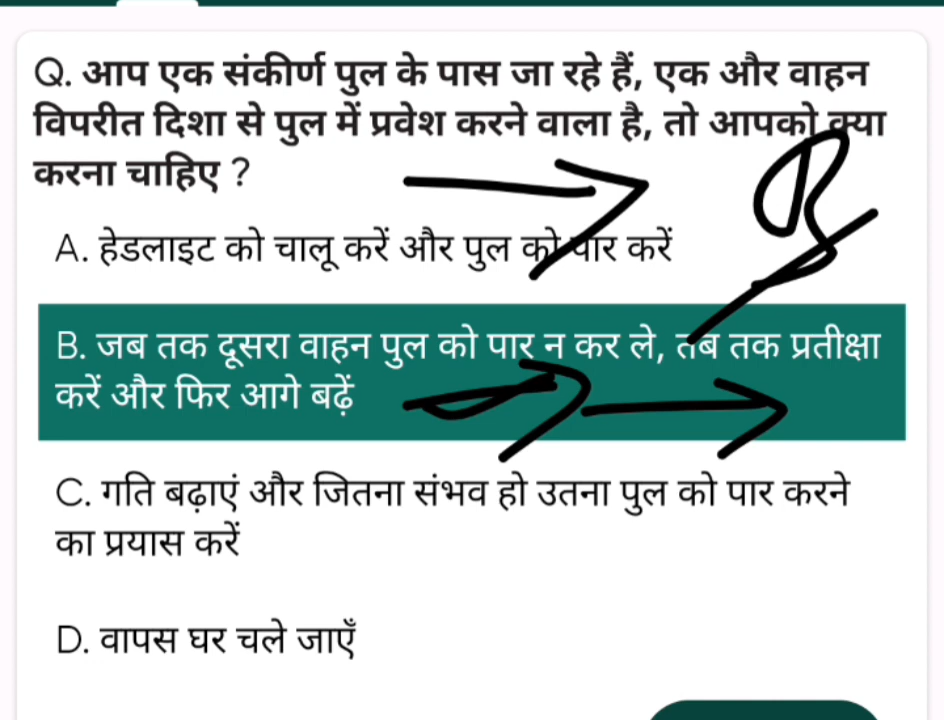 Q. आप एक संकीर्ण पुल के पास जा रहे हैं, एक और वाहन
विपरीत दिशा से पुल में प्रवेश करने वाला है, तो आपको क्या
करना चाहिए ?
A. हेडलाइट को चालू करें और पुल को पार करें
B. जब तक दूसरा वाहन पुल को पार न कर ले, तब तक प्रतीक्षा
करें और फिर आगे बढ़ें
C. गति बढ़ाएं और जितना संभव हो उतना पुल को पार करने
का प्रयास करें
D. वापस घर चले जाएँ